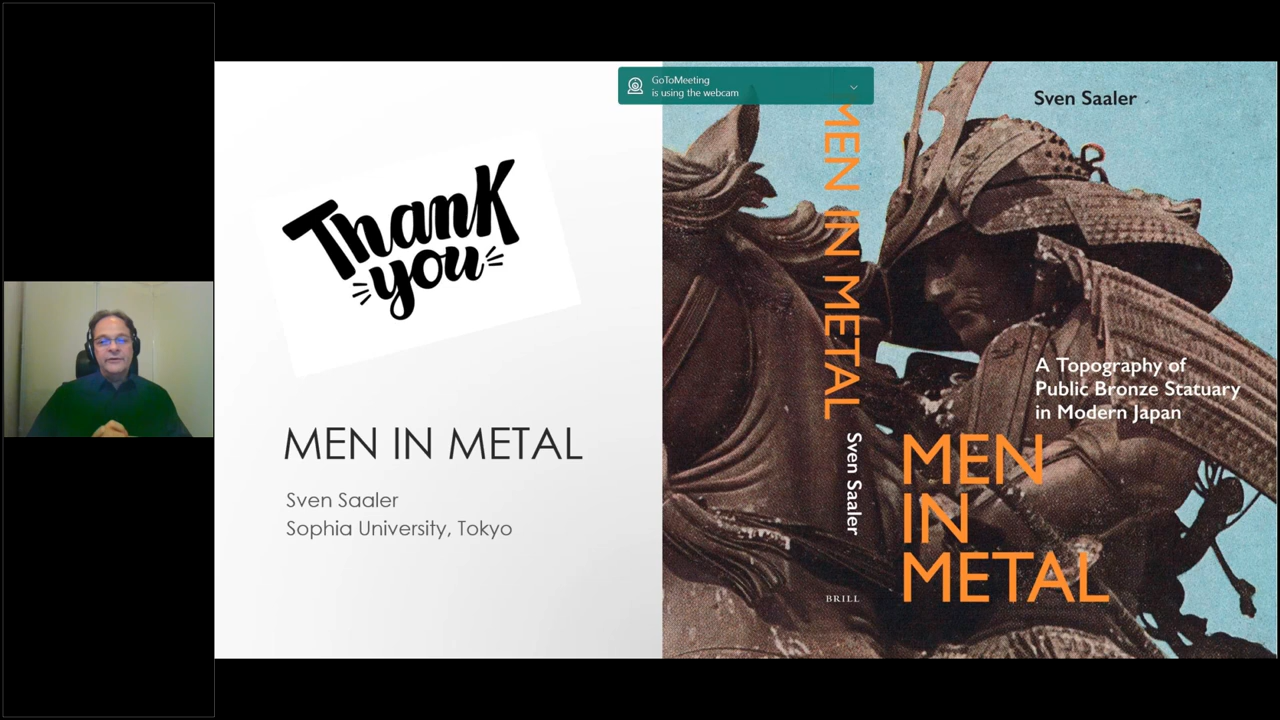 GoToMeeting
is using the webcam
Thank
you
MEN IN METAL
Sven Saaler
Sophia University, Tokyo
MEN IN METAL
Sven Saaler
BRILL
Sven Saaler
A Topography of
Public Bronze Statuary
in Modern Japan
MEN
IN
METAL